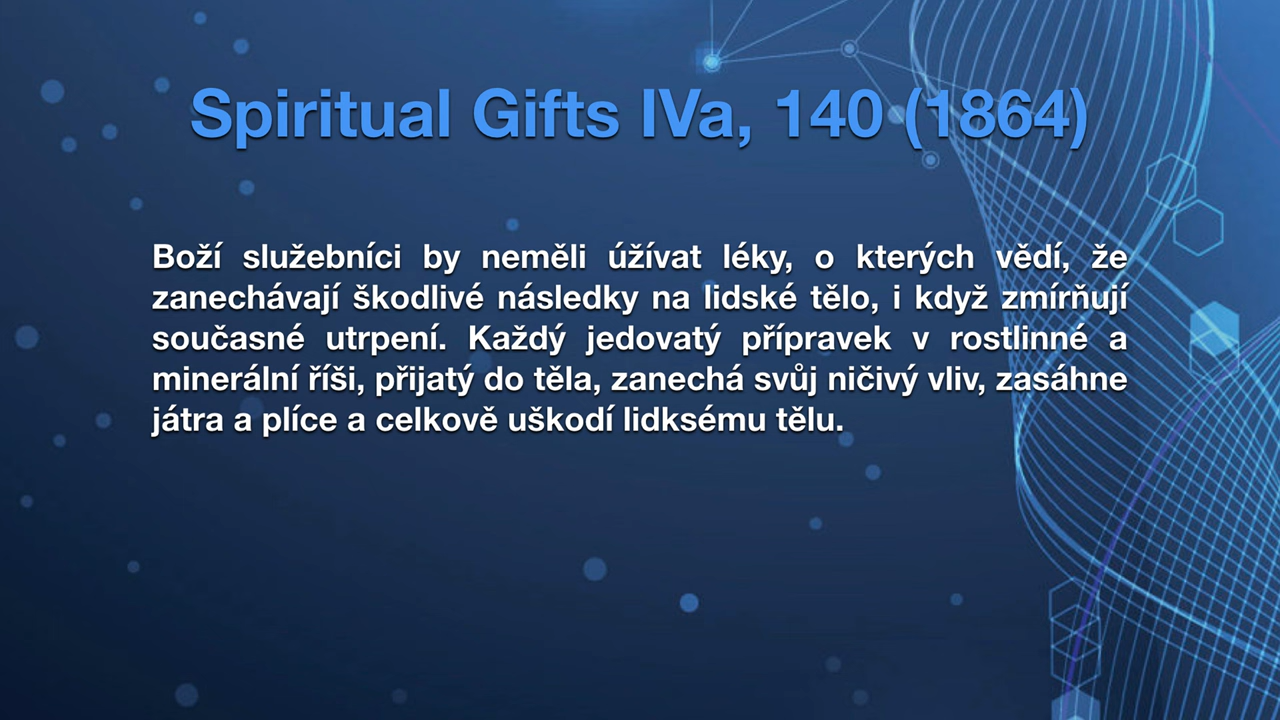 Spiritual Gifts IVa, 140 (1864)
Boží služebníci by neměli úžívat léky, o kterých vědí, že
zanechávají škodlivé následky na lidské tělo, i když zmírňují
současné utrpení. Každý jedovatý přípravek v rostlinné a
minerální říši, přijatý do těla, zanechá svůj ničivý vliv, zasáhne
játra a plíce a celkově uškodí lidksému tělu.